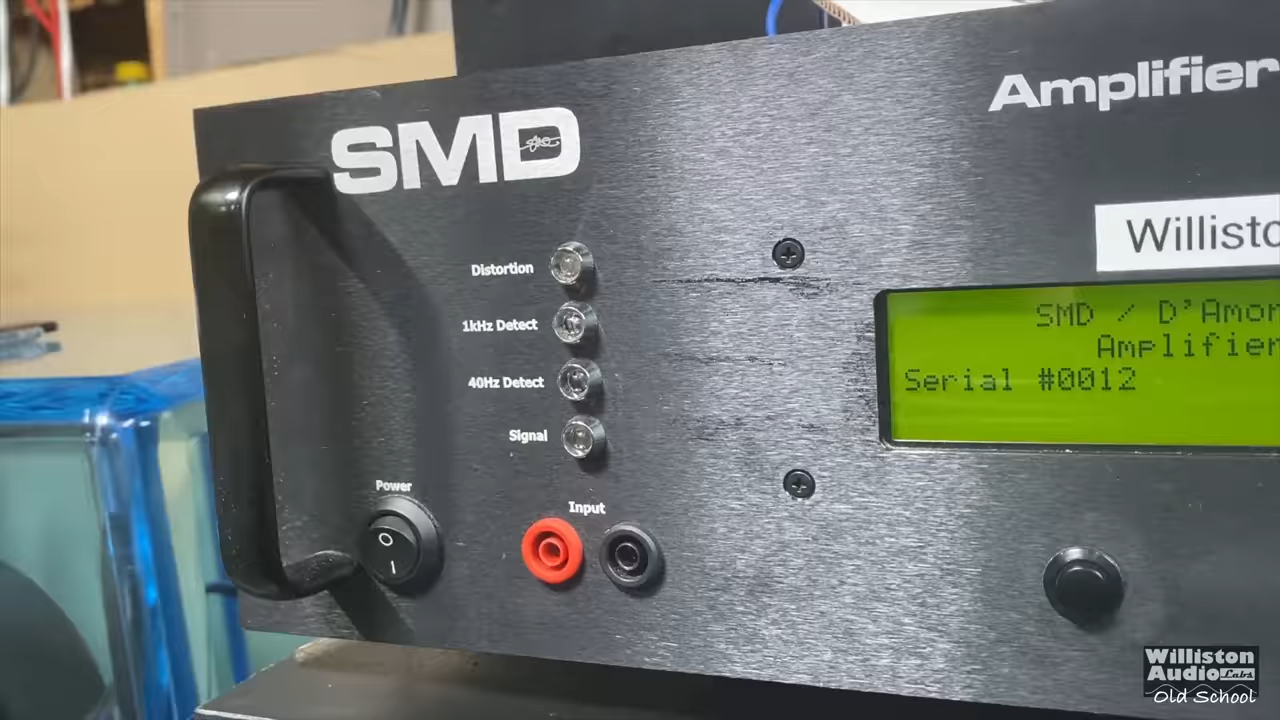 SMD
Amplifier
Distortion
1kHz Detect
40Hz Detect
Signal
Power
O
I
Input
SMD / D'Amor
Amplifier
Serial #0012
Williston
Audio Labs
Old School